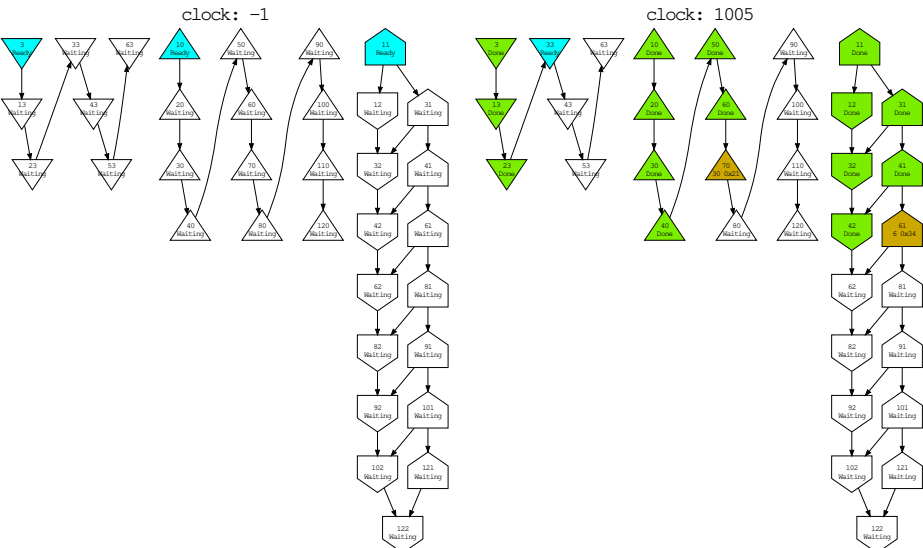 clock: -1
clock: 1005
3
Ready
33
Waiting
63
Waiting
10
Ready
50
Waiting
90
Waiting
11
Ready
13
Waiting
43
Waiting
20
Waiting
60
Waiting
100
Waiting
12
Waiting
31
Waiting
23
Waiting
53
Waiting
30
Waiting
70
Waiting
110
Waiting
32
Waiting
41
Waiting
40
Waiting
80
Waiting
120
Waiting
42
Waiting
61
Waiting
62
Waiting
81
Waiting
82
Waiting
91
Waiting
92
Waiting
101
Waiting
102
Waiting
121
Waiting
122
Waiting
3
Done
33
Ready
63
Waiting
10
Done
50
Done
90
Waiting
11
Done
13
Done
43
Waiting
20
Done
60
Done
100
Waiting
12
Done
31
Done
23
Done
53
Waiting
30
Done
70
30 0x21
110
Waiting
32
Done
41
Done
40
Done
80
Waiting
120
Waiting
42
Done
61
6 0x34
62
Waiting
81
Waiting
82
Waiting
91
Waiting
92
Waiting
101
Waiting
102
Waiting
121
Waiting
122
Waiting